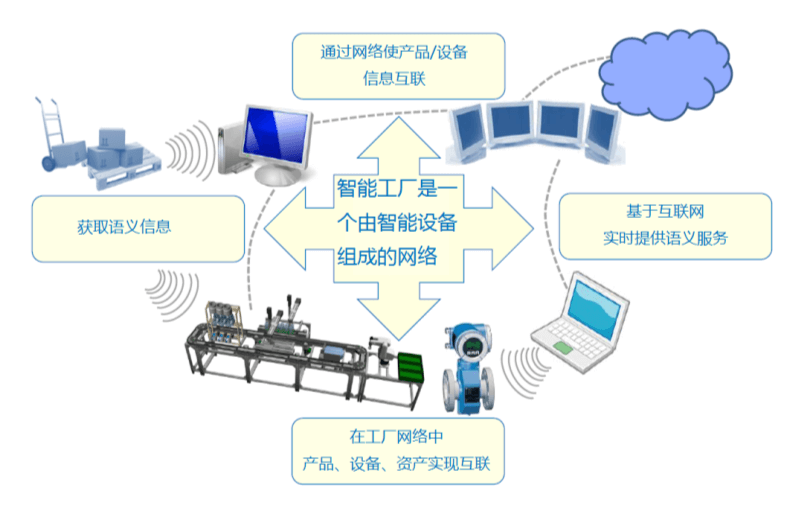 通过网络使产品/设备
信息互联
智能工厂是一
个由智能设备
组成的网络
获取语义信息
基于互联网
实时提供语义服务
在工厂网络中
产品、设备、资产实现互联